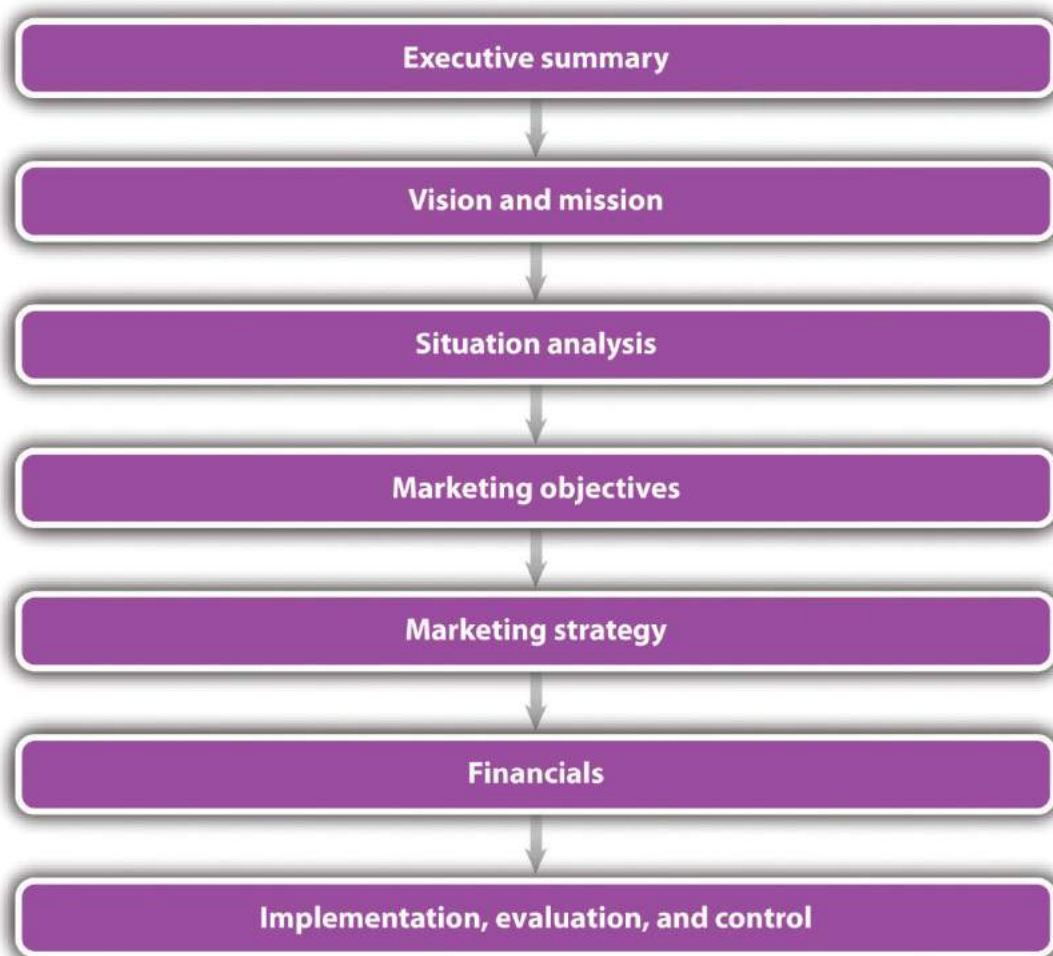 Executive summary
Vision and mission
Situation analysis
Marketing objectives
Marketing strategy
Financials
Implementation, evaluation, and control